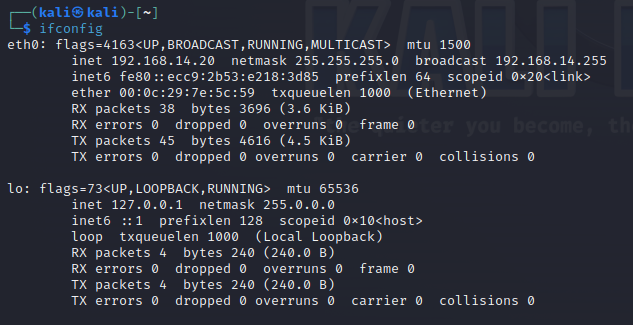 ┌──(kali㉿kali)-[~]
└─$ ifconfig
eth0: flags=4163<UP,BROADCAST,RUNNING,MULTICAST>  mtu 1500
        inet 192.168.14.20  netmask 255.255.255.0  broadcast 192.168.14.255
        inet6 fe80::ecc9:2b53:e218:3d85  prefixlen 64  scopeid 0×20<link>
        ether 00:0c:29:7e:5c:59  txqueuelen 1000  (Ethernet)
        RX packets 38  bytes 3696 (3.6 KiB)
        RX errors 0  dropped 0  overruns 0  frame 0
        TX packets 45  bytes 4616 (4.5 KiB)
        TX errors 0  dropped 0 overruns 0  carrier 0  collisions 0

lo: flags=73<UP,LOOPBACK,RUNNING>  mtu 65536
        inet 127.0.0.1  netmask 255.0.0.0
        inet6 ::1  prefixlen 128  scopeid 0×10<host>
        loop  txqueuelen 1000  (Local Loopback)
        RX packets 4  bytes 240 (240.0 B)
        RX errors 0  dropped 0  overruns 0  frame 0
        TX packets 4  bytes 240 (240.0 B)
        TX errors 0  dropped 0 overruns 0  carrier 0  collisions 0
you become, th